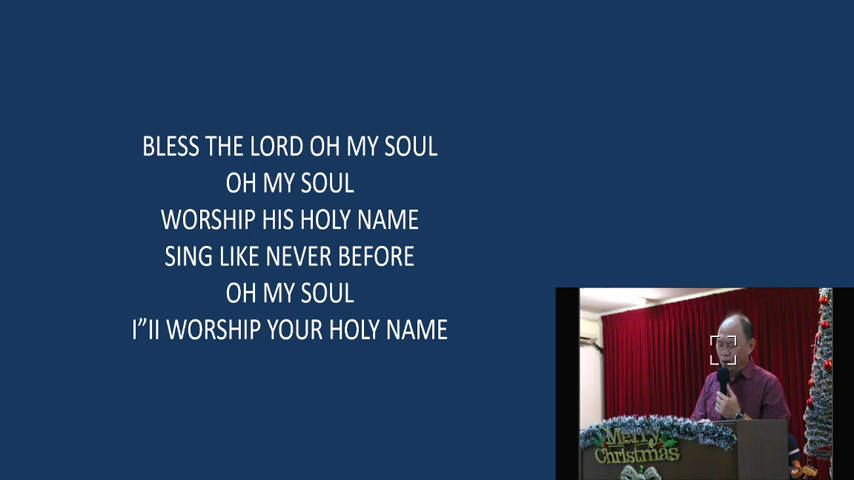 BLESS THE LORD OH MY SOUL
OH MY SOUL
WORSHIP HIS HOLY NAME
SING LIKE NEVER BEFORE
OH MY SOUL
I”II WORSHIP YOUR HOLY NAME
Merry
Christmas